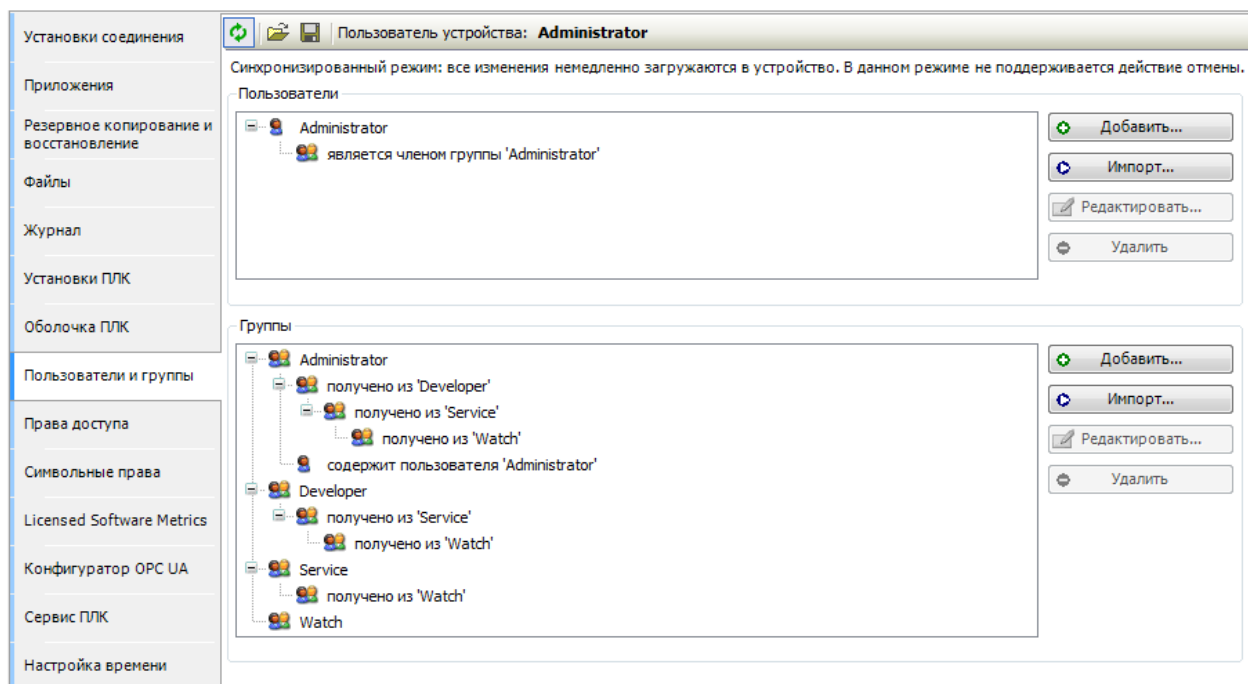 Установки соединения
Приложения
Резервное копирование и
восстановление
Файлы
Журнал
Установки ПЛК
Оболочка ПЛК
Пользователи и группы
Права доступа
Символьные права
Licensed Software Metrics
Конфигуратор OPC UA
Сервис ПЛК
Настройка времени
Пользователь устройства: Administrator
Синхронизированный режим: все изменения немедленно загружаются в устройство. В данном режиме не поддерживается действие отмены.
Пользователи
Administrator
является членом группы 'Administrator'
Добавить...
Импорт...
Редактировать...
Удалить
Группы
Administrator
получено из 'Developer'
получено из 'Service'
получено из 'Watch'
содержит пользователя 'Administrator'
Developer
получено из 'Service'
получено из 'Watch'
Service
получено из 'Watch'
Watch
Добавить...
Импорт...
Редактировать...
Удалить